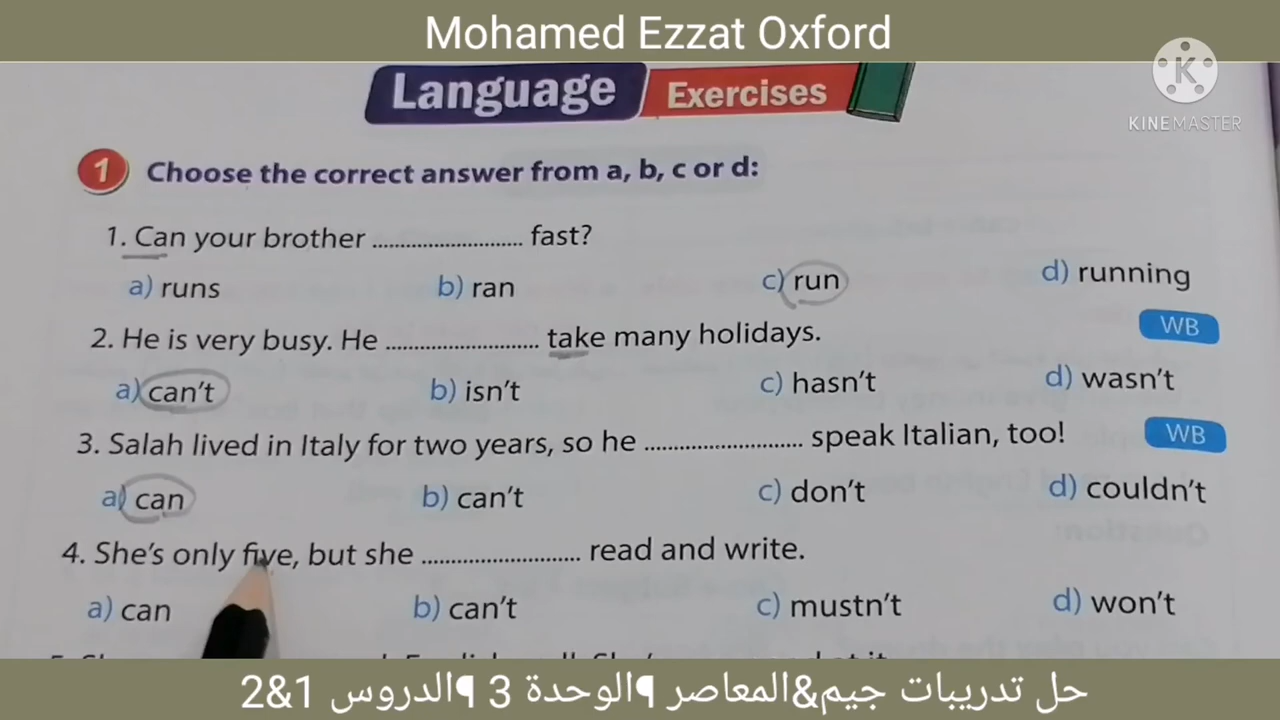 Mohamed Ezzat Oxford
K
KINEMASTER
Language Exercises
1 Choose the correct answer from a, b, c or d:
1. Can your brother ........................ fast?
a) runs b) ran c) run d) running
2. He is very busy. He ........................ take many holidays. WB
a) can't b) isn't c) hasn't d) wasn't
3. Salah lived in Italy for two years, so he ........................ speak Italian, too! WB
a) can b) can't c) don't d) couldn't
4. She's only five, but she ........................ read and write.
a) can b) can't c) mustn't d) won't
حل تدريبات جيم&المعاصر ¶الوحدة 3 ¶الدروس 1&2